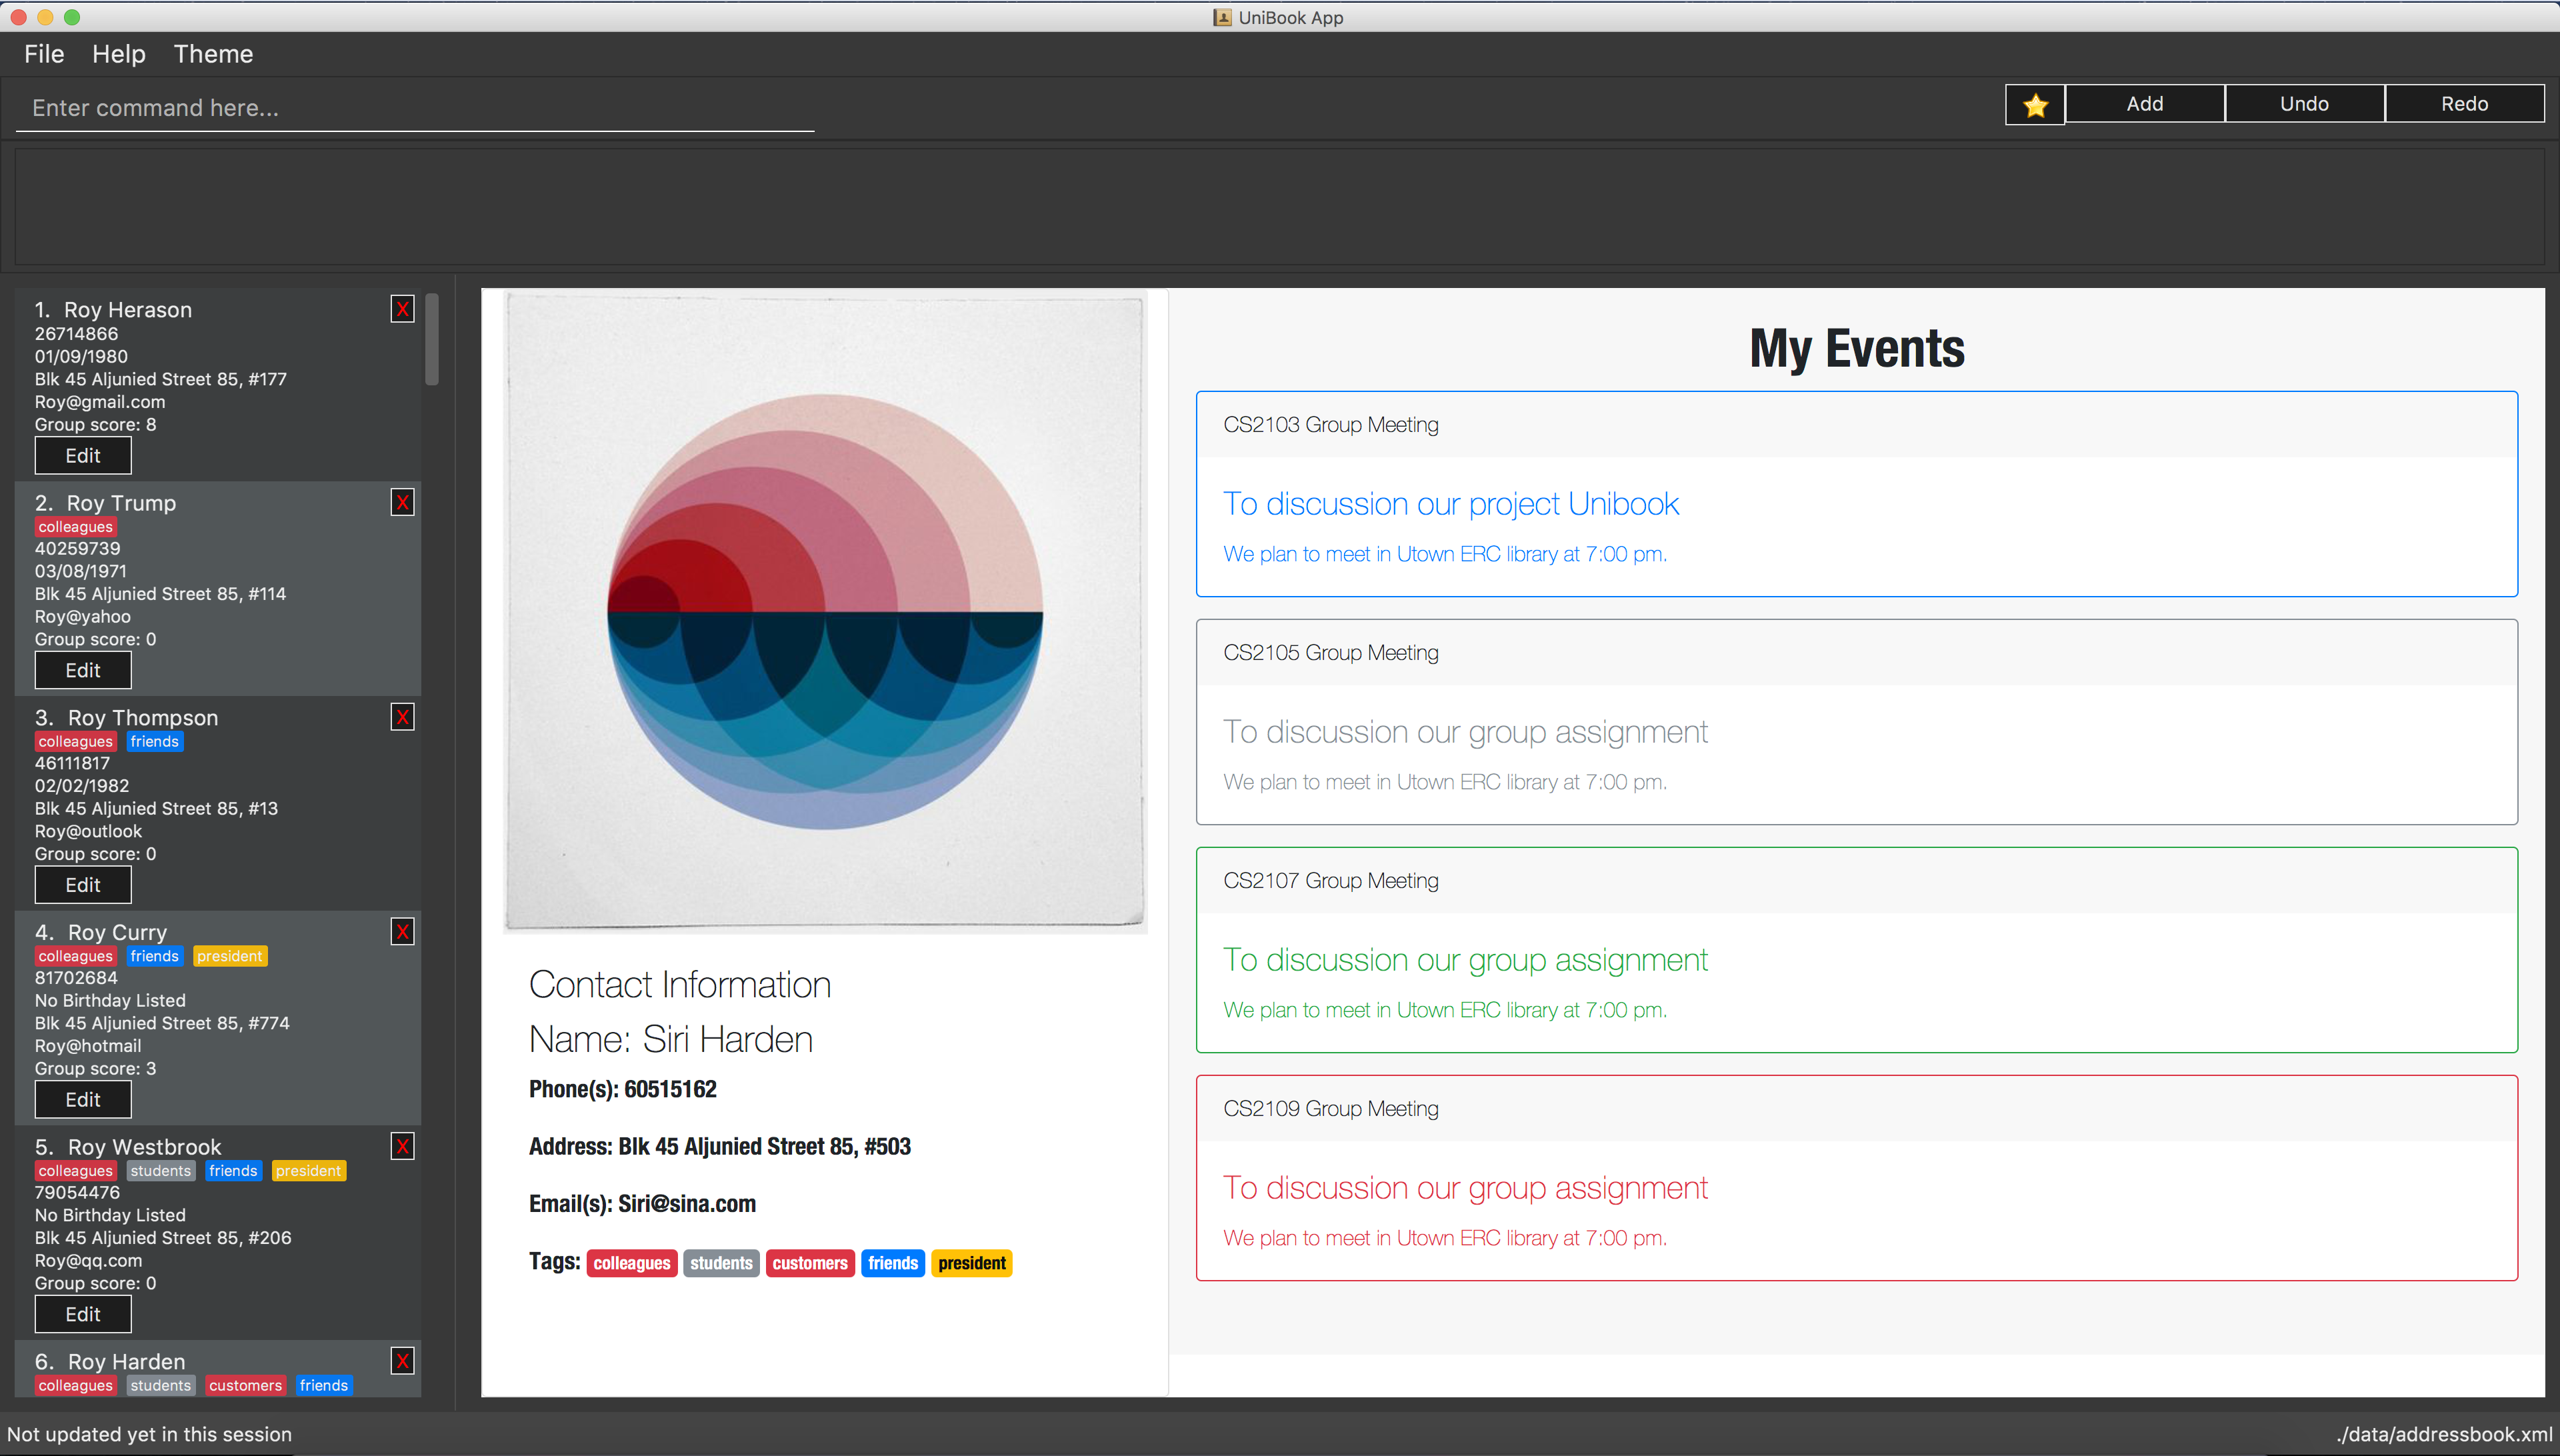 UniBook App
File Help Theme
Enter command here...
Add Undo Redo
1. Roy Herason X
26714866
01/09/1980
Blk 45 Aljunied Street 85, #177
Roy@gmail.com
Group score: 8
Edit
2. Roy Trump X
colleagues
40259739
03/08/1971
Blk 45 Aljunied Street 85, #114
Roy@yahoo
Group score: 0
Edit
3. Roy Thompson X
colleagues friends
46111817
02/02/1982
Blk 45 Aljunied Street 85, #13
Roy@outlook
Group score: 0
Edit
4. Roy Curry X
colleagues friends president
81702684
No Birthday Listed
Blk 45 Aljunied Street 85, #774
Roy@hotmail
Group score: 3
Edit
5. Roy Westbrook X
colleagues students friends president
79054476
No Birthday Listed
Blk 45 Aljunied Street 85, #206
Roy@qq.com
Group score: 0
Edit
6. Roy Harden X
colleagues students customers friends
Contact Information
Name: Siri Harden
Phone(s): 60515162
Address: Blk 45 Aljunied Street 85, #503
Email(s): Siri@sina.com
Tags: colleagues students customers friends president
My Events
CS2103 Group Meeting
To discussion our project Unibook
We plan to meet in Utown ERC library at 7:00 pm.
CS2105 Group Meeting
To discussion our group assignment
We plan to meet in Utown ERC library at 7:00 pm.
CS2107 Group Meeting
To discussion our group assignment
We plan to meet in Utown ERC library at 7:00 pm.
CS2109 Group Meeting
To discussion our group assignment
We plan to meet in Utown ERC library at 7:00 pm.
Not updated yet in this session
./data/addressbook.xml